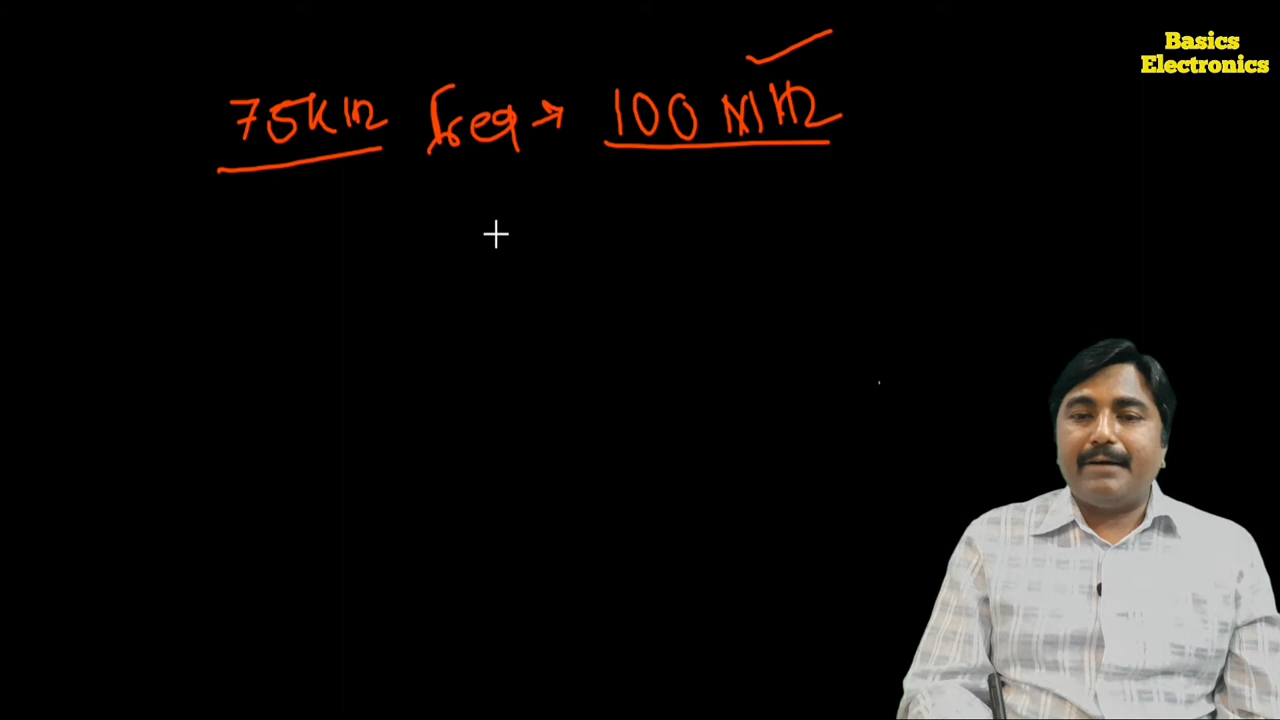 Basics
Electronics
75KHz freq → 100 MHz